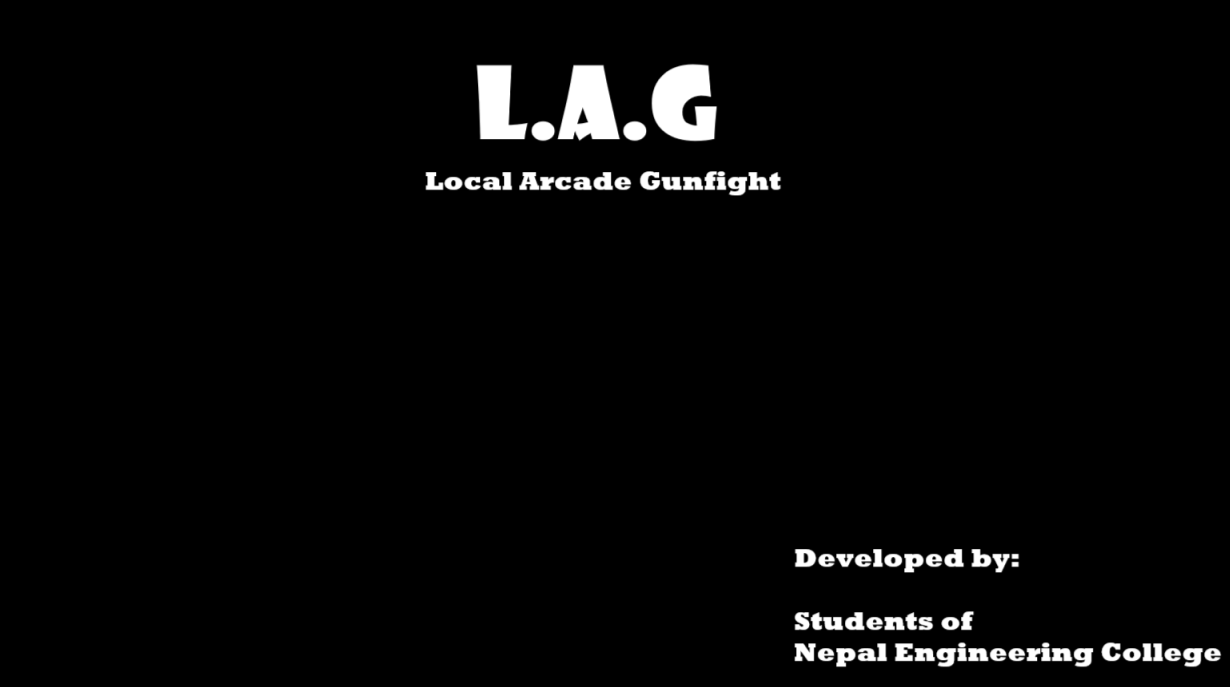 L.A.G
Local Arcade Gunfight
Developed by:
Students of
Nepal Engineering College